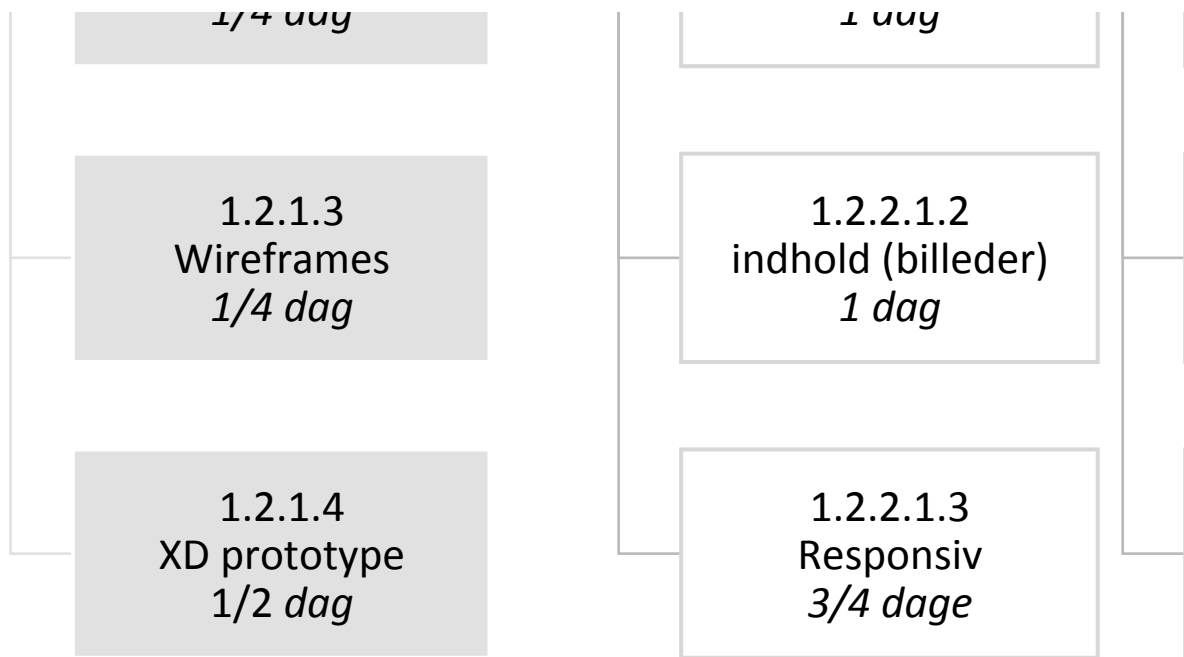 1/4 dag
1 dag
1.2.1.3
Wireframes
1/4 dag
1.2.2.1.2
indhold (billeder)
1 dag
1.2.1.4
XD prototype
1/2 dag
1.2.2.1.3
Responsiv
3/4 dage